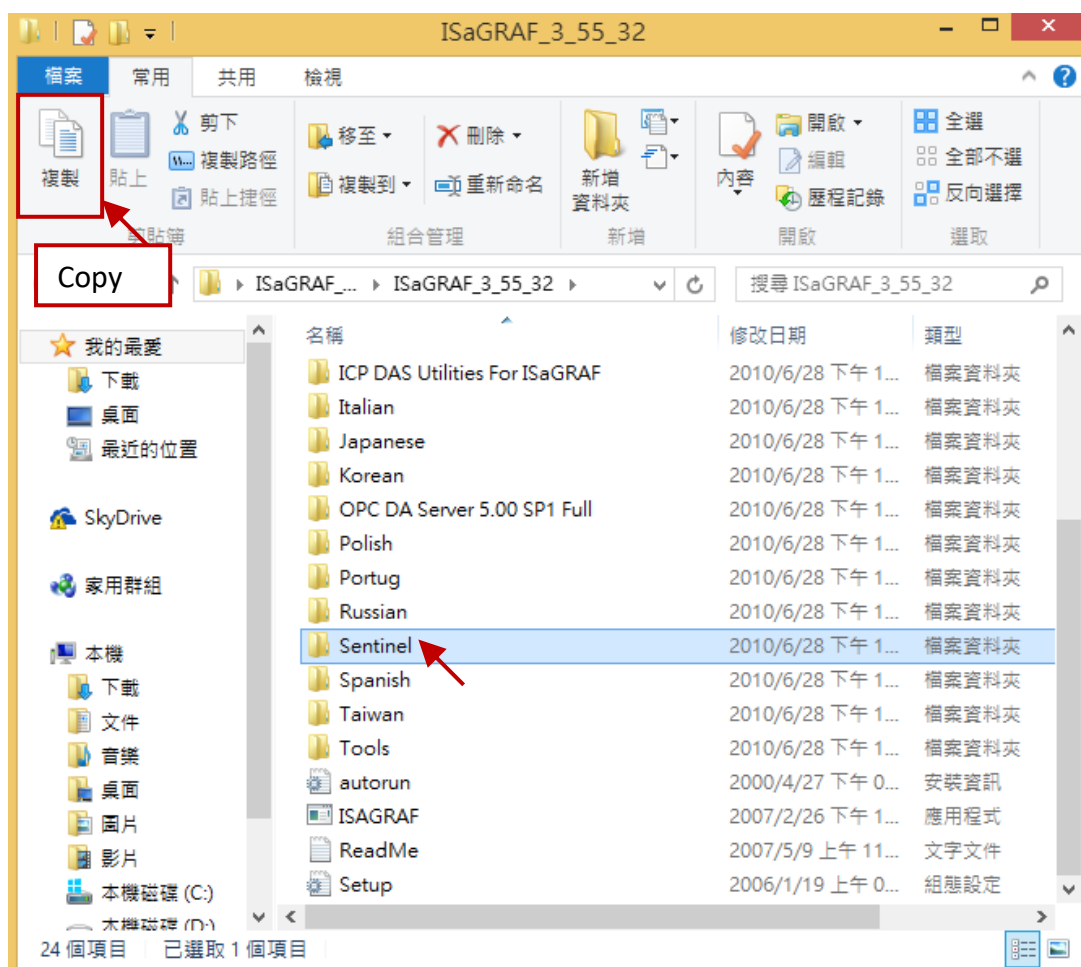 ISaGRAF_3_55_32
檔案 常用 共用 檢視
複製 貼上 剪下 複製路徑 貼上捷徑
移至 複製到 刪除 重新命名
新增資料夾
內容 開啟 編輯 歷程記錄
全選 全部不選 反向選擇
剪貼簿 組合管理 新增 開啟 選取
Copy
ISaGRAF_... ISaGRAF_3_55_32 搜尋 ISaGRAF_3_55_32
我的最愛
下載
桌面
最近的位置
SkyDrive
家用群組
本機
下載
文件
音樂
桌面
圖片
影片
本機磁碟 (C:)
本機磁碟 (D:)
名稱 修改日期 類型
ICP DAS Utilities For ISaGRAF 2010/6/28 下午 1... 檔案資料夾
Italian 2010/6/28 下午 1... 檔案資料夾
Japanese 2010/6/28 下午 1... 檔案資料夾
Korean 2010/6/28 下午 1... 檔案資料夾
OPC DA Server 5.00 SP1 Full 2010/6/28 下午 1... 檔案資料夾
Polish 2010/6/28 下午 1... 檔案資料夾
Portug 2010/6/28 下午 1... 檔案資料夾
Russian 2010/6/28 下午 1... 檔案資料夾
Sentinel 2010/6/28 下午 1... 檔案資料夾
Spanish 2010/6/28 下午 1... 檔案資料夾
Taiwan 2010/6/28 下午 1... 檔案資料夾
Tools 2010/6/28 下午 1... 檔案資料夾
autorun 2000/4/27 下午 0... 安裝資訊
ISAGRAF 2007/2/26 下午 1... 應用程式
ReadMe 2007/5/9 上午 11... 文字文件
Setup 2006/1/19 上午 0... 組態設定
24 個項目 已選取 1 個項目